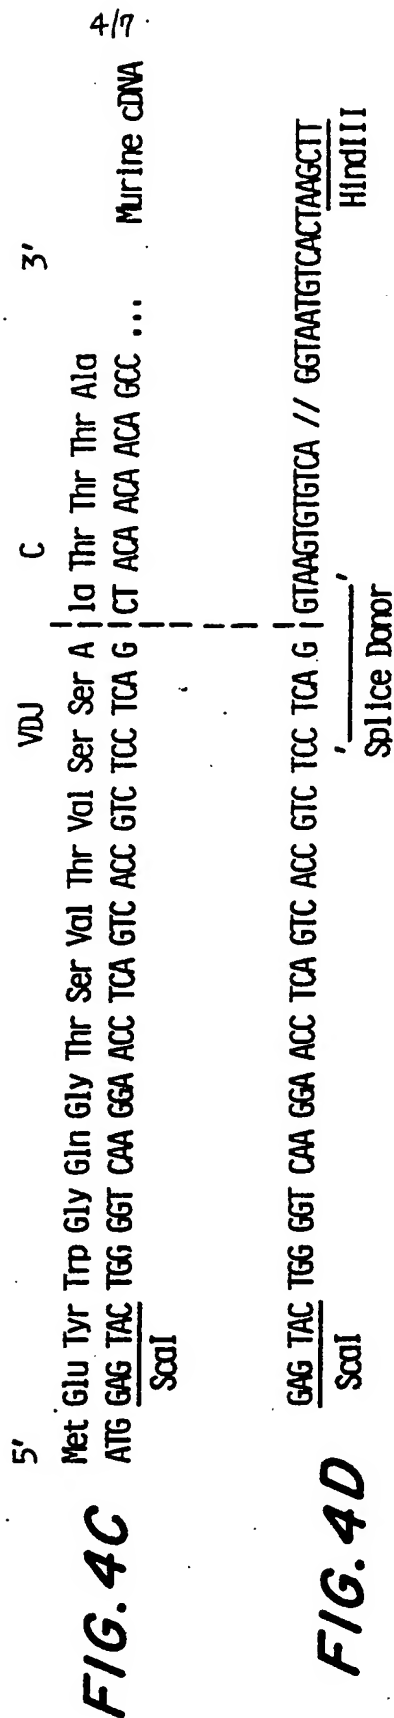 4/7
5' VDJ C 3'
Met Glu Tyr Trp Gly Gln Gly Thr Ser Val Thr Val Ser Ser A la Thr Thr Thr Ala
ATG GAG TAC TGG GGT CAA GGA ACC TCA GTC ACC GTC TCC TCA G CT ACA ACA ACA GCC ... Murine cDNA
ScaI
FIG. 4C
GAG TAC TGG GGT CAA GGA ACC TCA GTC ACC GTC TCC TCA G GTAAGTGTGTCA // GGTAATGTCACTAAGCTT
ScaI ' ' HindIII
Splice Donor
FIG. 4D